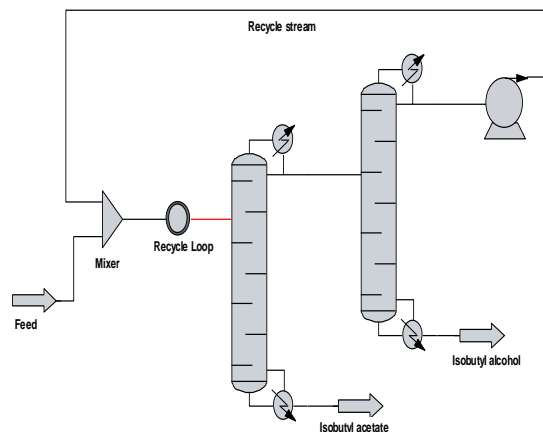 Recycle stream
Recycle Loop
Mixer
Feed
Isobutyl alcohol
Isobutyl acetate